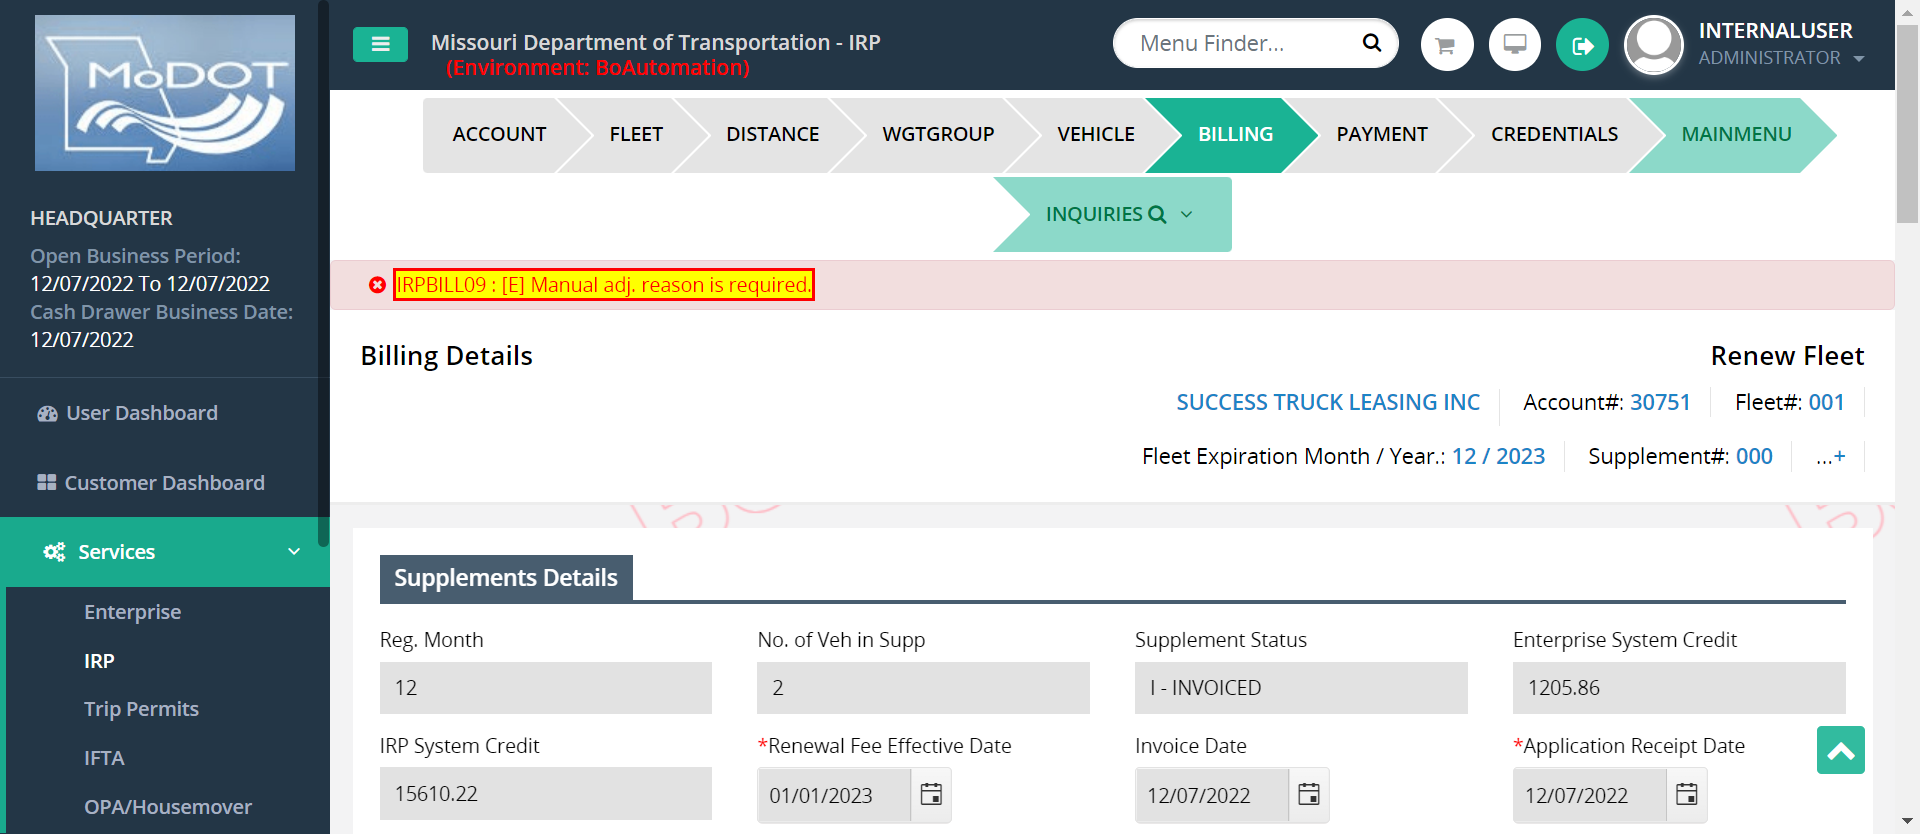 MoDOT
HEADQUARTER
Open Business Period:
12/07/2022 To 12/07/2022
Cash Drawer Business Date:
12/07/2022
User Dashboard
Customer Dashboard
Services
Enterprise
IRP
Trip Permits
IFTA
OPA/Housemover
Missouri Department of Transportation - IRP
(Environment: BoAutomation)
Menu Finder...
INTERNALUSER
ADMINISTRATOR
ACCOUNT FLEET DISTANCE WGTGROUP VEHICLE BILLING PAYMENT CREDENTIALS MAINMENU
INQUIRIES
IRPBILL09 : [E] Manual adj. reason is required.
Billing Details
Renew Fleet
SUCCESS TRUCK LEASING INC Account#: 30751 Fleet#: 001
Fleet Expiration Month / Year.: 12 / 2023 Supplement#: 000 ...+
Supplements Details
Reg. Month No. of Veh in Supp Supplement Status Enterprise System Credit
12 2 I - INVOICED 1205.86
IRP System Credit *Renewal Fee Effective Date Invoice Date *Application Receipt Date
15610.22 01/01/2023 12/07/2022 12/07/2022